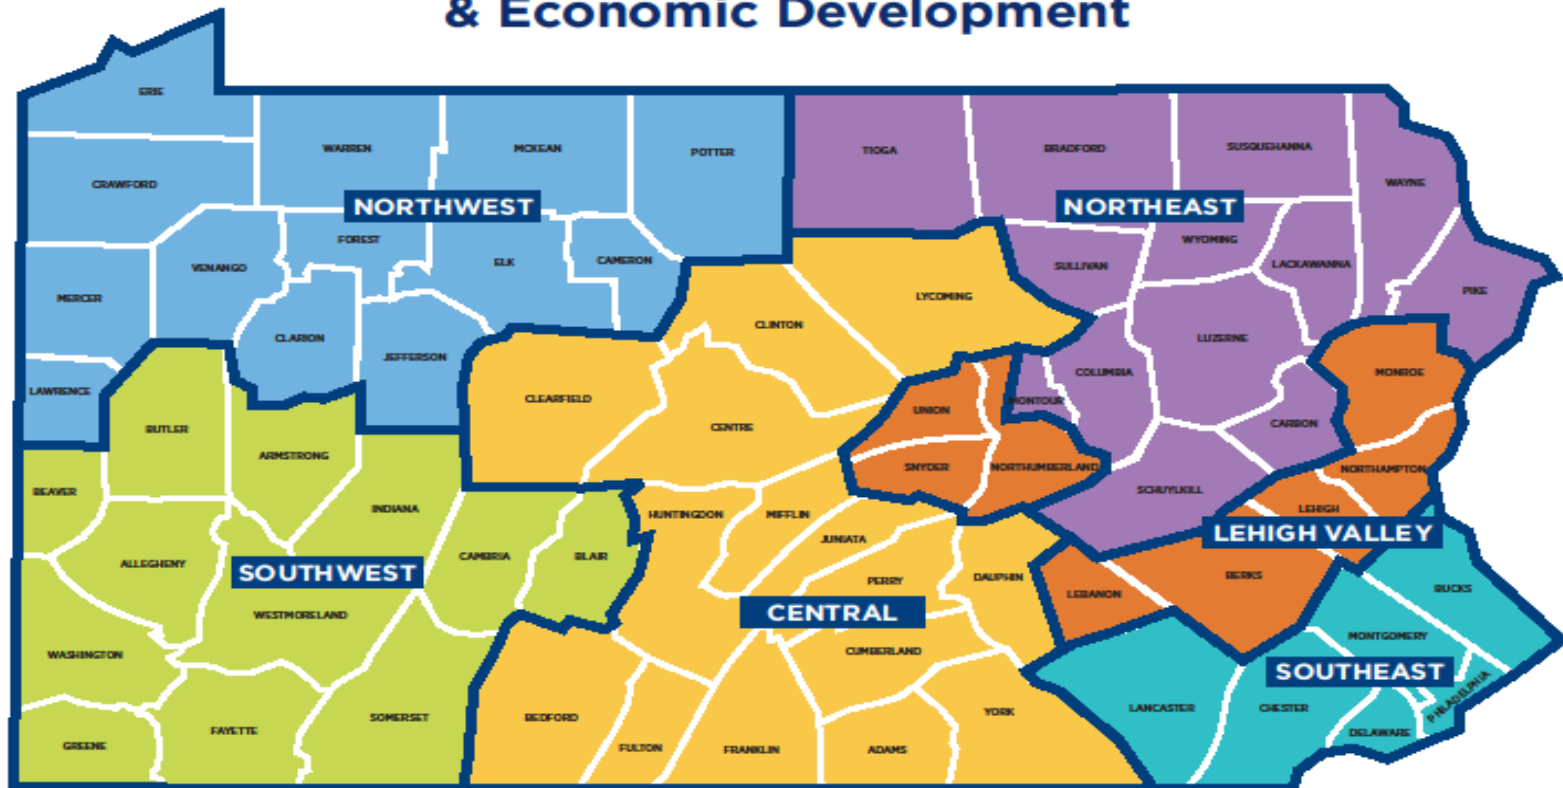 & Economic Development
ERIE
WARREN
MCKEAN
POTTER
TIOGA
BRADFORD
SUSQUEHANNA
WAYNE
CRAWFORD
NORTHWEST
NORTHEAST
FOREST
WYOMING
VENANGO
ELK
CAMERON
SULLIVAN
LACKAWANNA
MERCER
LYCOMING
PIKE
CLARION
CLINTON
LUZERNE
JEFFERSON
COLUMBIA
MONROE
LAWRENCE
CLEARFIELD
MONTOUR
UNION
BUTLER
CENTRE
CARBON
ARMSTRONG
SNYDER
NORTHUMBERLAND
NORTHAMPTON
BEAVER
SCHUYLKILL
INDIANA
HUNTINGDON
MIFFLIN
LEHIGH
LEHIGH VALLEY
JUNIATA
CAMBRIA
BLAIR
ALLEGHENY
SOUTHWEST
PERRY
DAUPHIN
BERKS
BUCKS
LEBANON
WESTMORELAND
CENTRAL
MONTGOMERY
WASHINGTON
CUMBERLAND
SOUTHEAST
PHILADELPHIA
LANCASTER
CHESTER
YORK
BEDFORD
SOMERSET
FAYETTE
DELAWARE
GREENE
FULTON
FRANKLIN
ADAMS